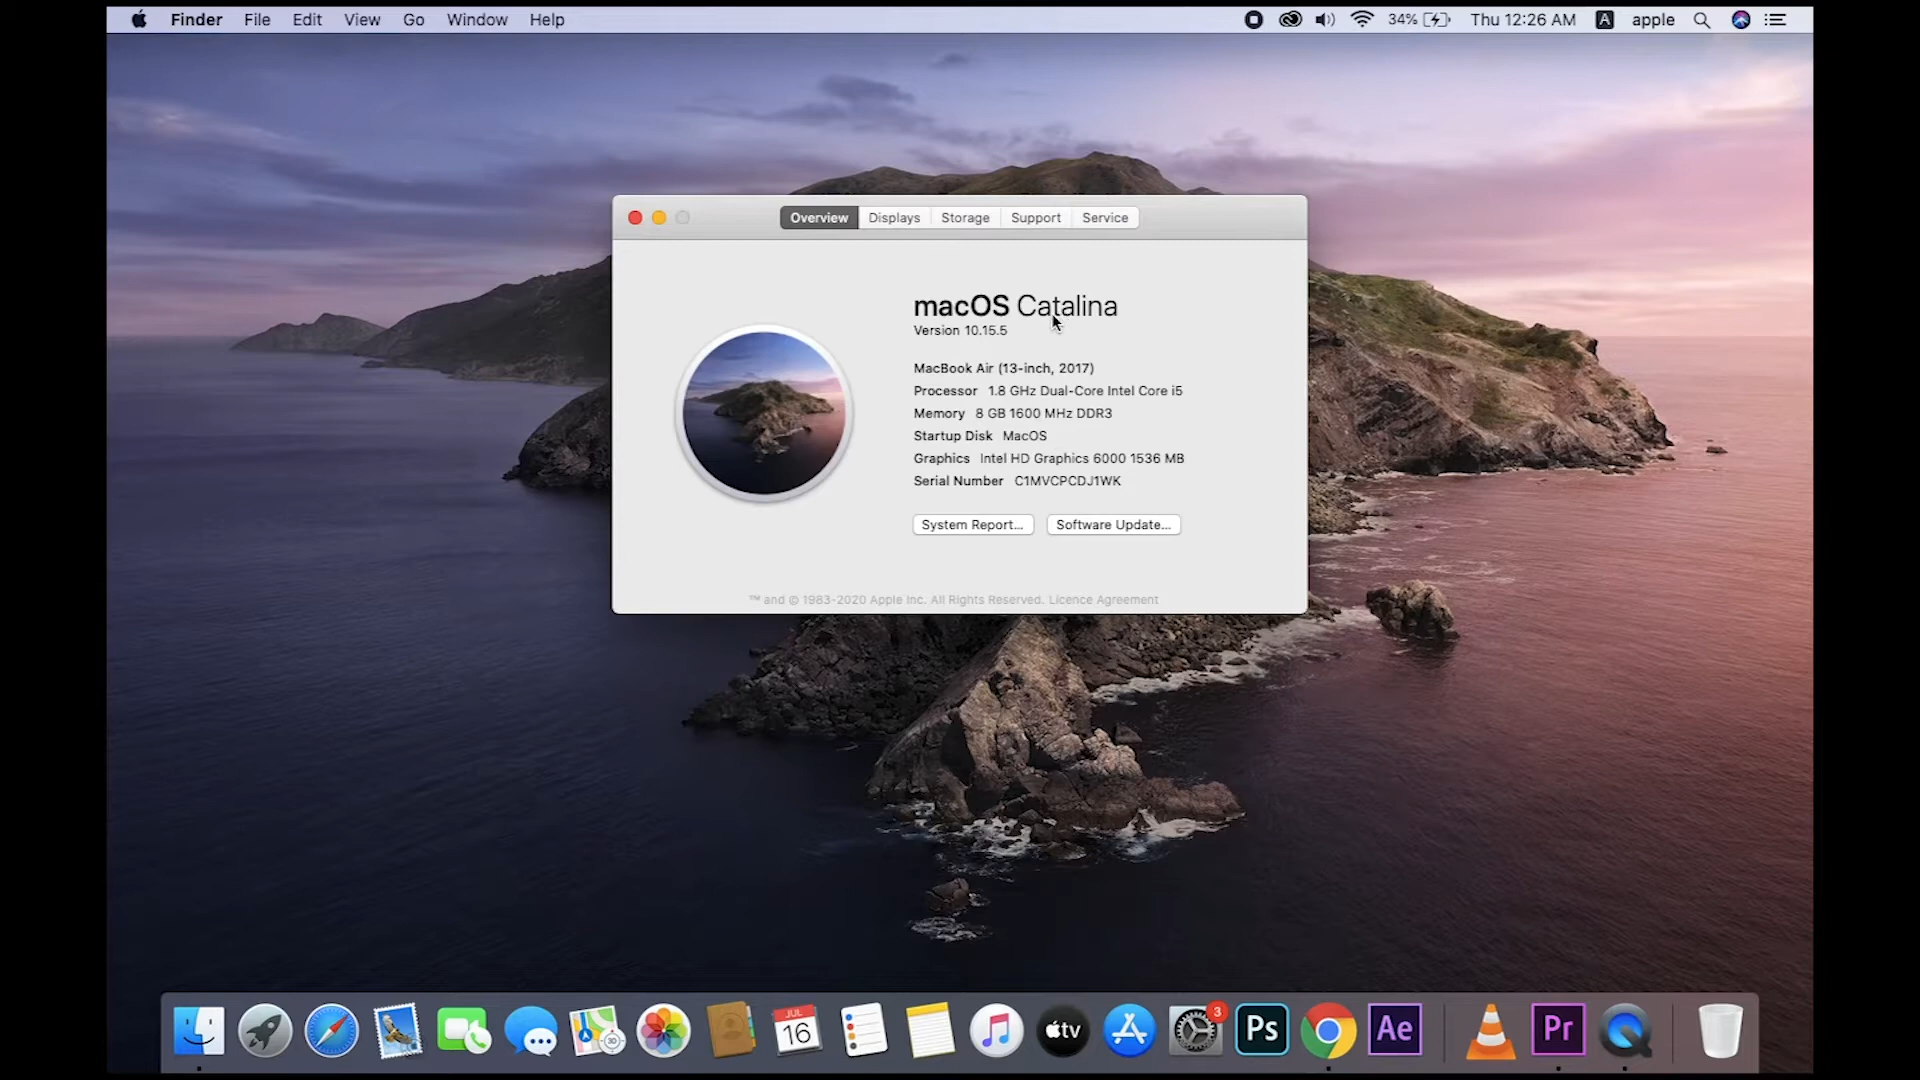 Finder File Edit View Go Window Help 34% Thu 12:26 AM A apple
Overview Displays Storage Support Service
macOS Catalina
Version 10.15.5
MacBook Air (13-inch, 2017)
Processor 1.8 GHz Dual-Core Intel Core i5
Memory 8 GB 1600 MHz DDR3
Startup Disk MacOS
Graphics Intel HD Graphics 6000 1536 MB
Serial Number C1MVCPCDJ1WK
System Report... Software Update...
™ and © 1983-2020 Apple Inc. All Rights Reserved. Licence Agreement
3
JUL
16
3D
tv
Ps
Ae
Pr